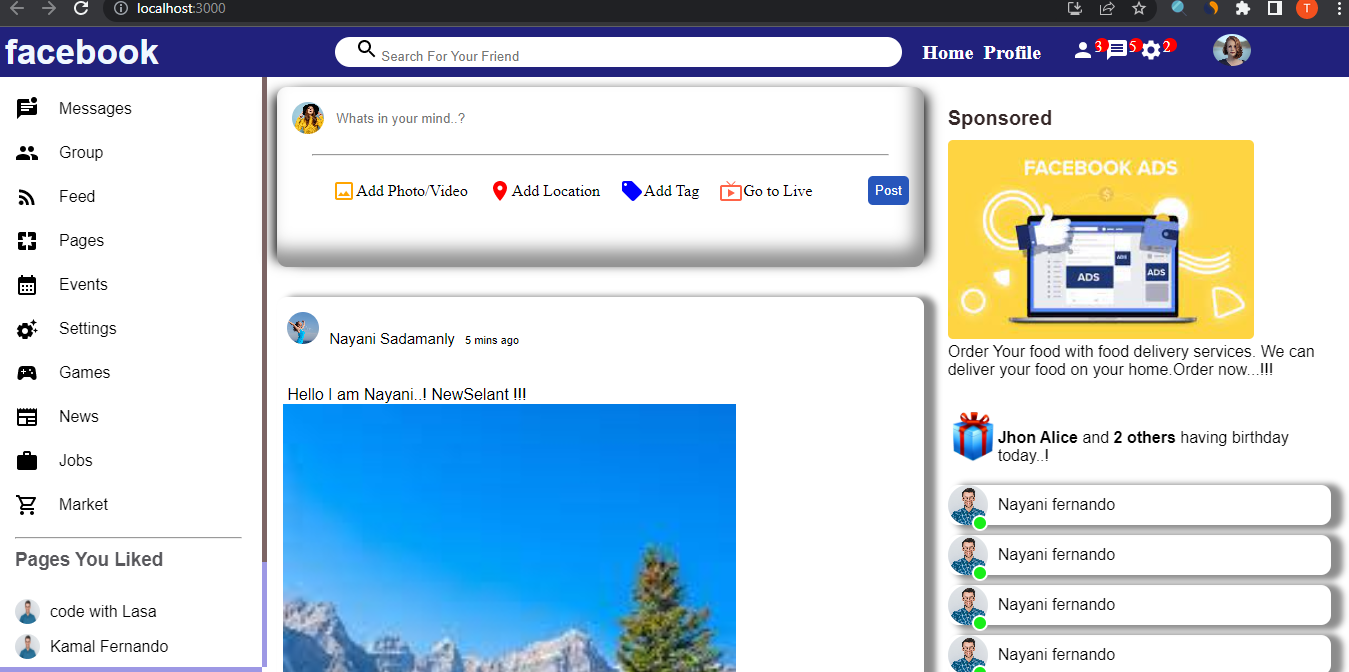 localhost:3000
T
facebook
Search For Your Friend
Home Profile
3 5 2
Messages
Group
Feed
Pages
Events
Settings
Games
News
Jobs
Market
Pages You Liked
code with Lasa
Kamal Fernando
Whats in your mind..?
Add Photo/Video Add Location Add Tag Go to Live Post
Nayani Sadamanly 5 mins ago
Hello I am Nayani..! NewSelant !!!
Sponsored
FACEBOOK ADS
$
ADS
ADS
ADS
Order Your food with food delivery services. We can
deliver your food on your home.Order now...!!!
Jhon Alice and 2 others having birthday
today..!
Nayani fernando
Nayani fernando
Nayani fernando
Nayani fernando